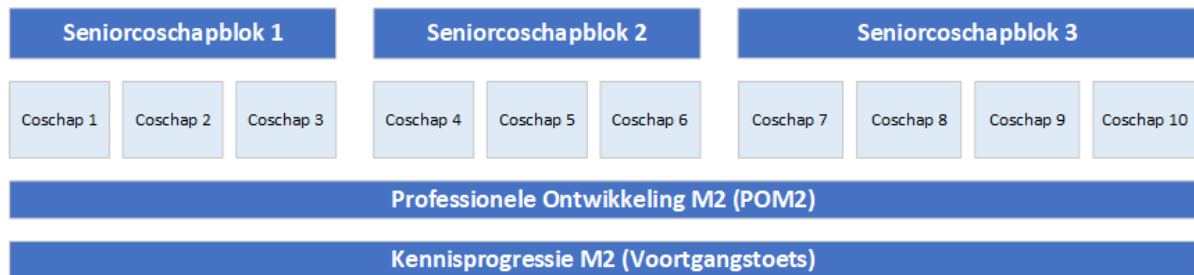 Seniorcoschapblok 1
Seniorcoschapblok 2
Seniorcoschapblok 3
Coschap 1
Coschap 2
Coschap 3
Coschap 4
Coschap 5
Coschap 6
Coschap 7
Coschap 8
Coschap 9
Coschap 10
Professionele Ontwikkeling M2 (POM2)
Kennisprogressie M2 (Voortgangstoets)